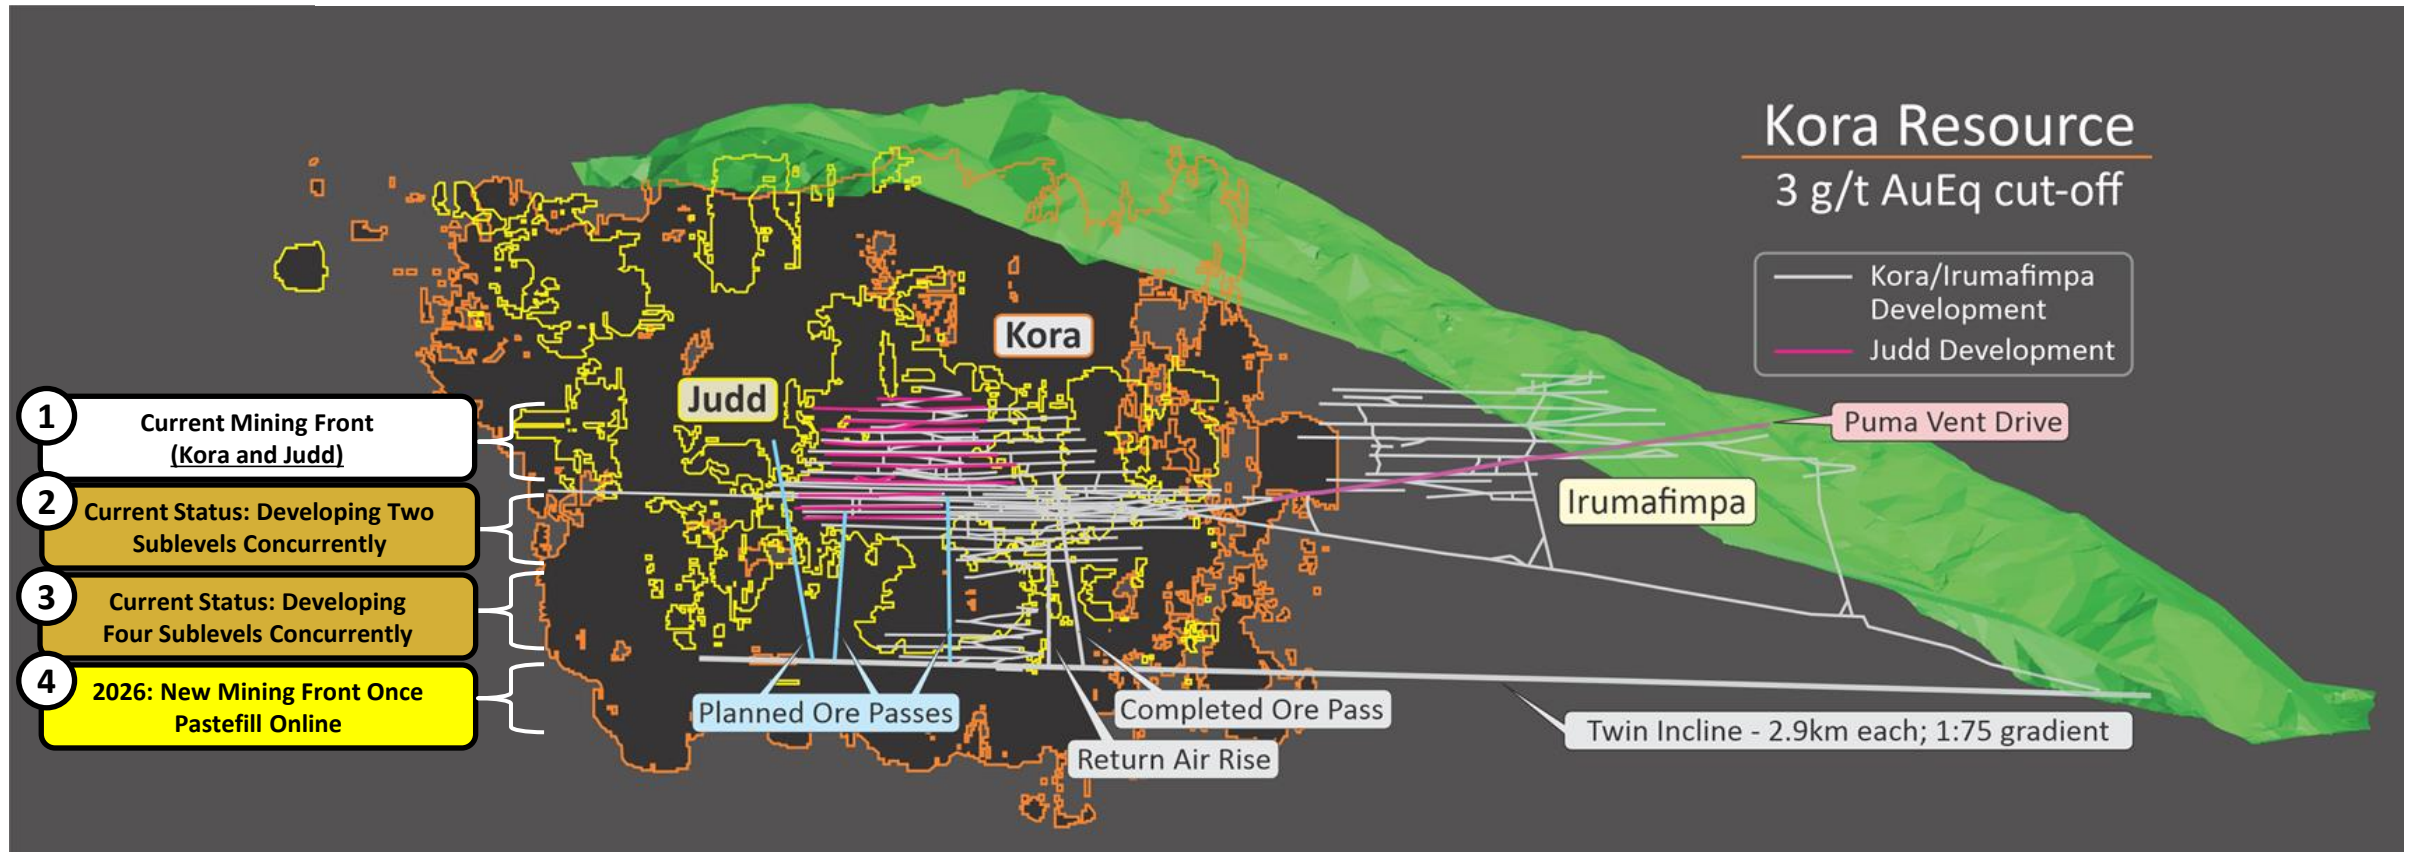 Kora Resource
3 g/t AuEq cut-off
Kora/Irumafimpa
Development
Judd Development
Kora
Judd
Puma Vent Drive
Irumafimpa
1
Current Mining Front
(Kora and Judd)
2
Current Status: Developing Two
Sublevels Concurrently
3
Current Status: Developing
Four Sublevels Concurrently
4
2026: New Mining Front Once
Pastefill Online
Planned Ore Passes
Completed Ore Pass
Return Air Rise
Twin Incline - 2.9km each; 1:75 gradient